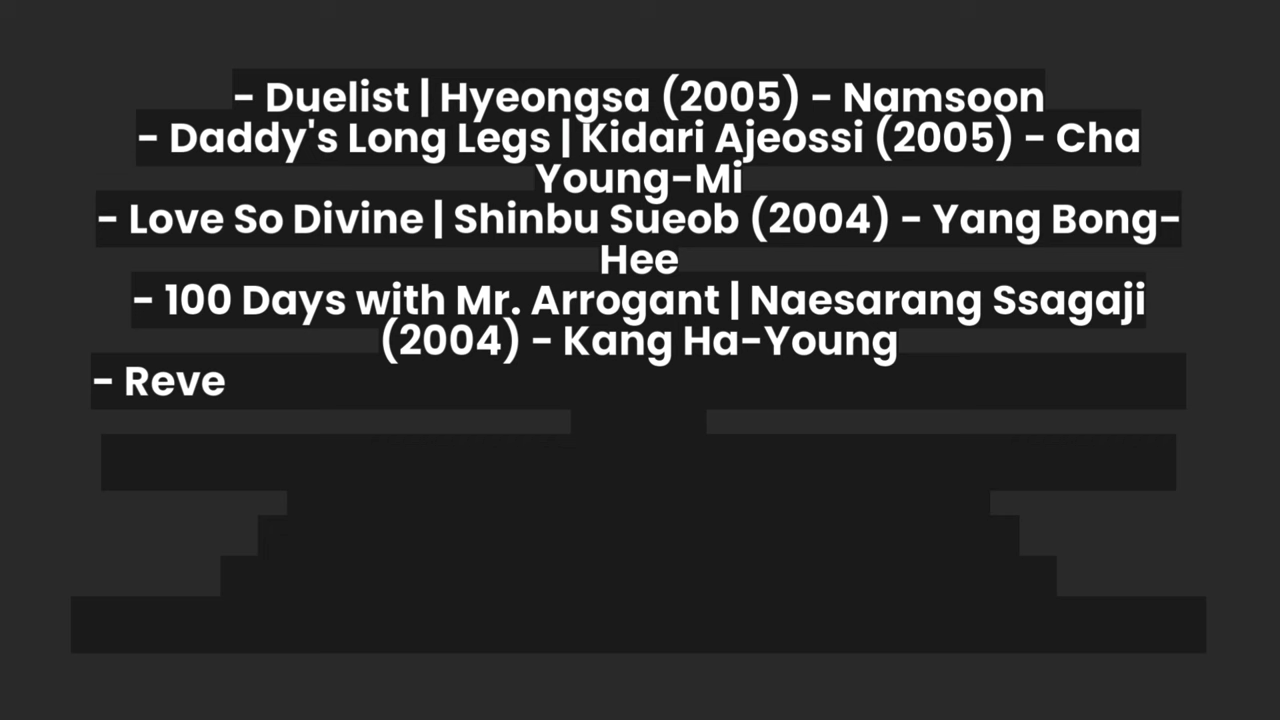 - Duelist | Hyeongsa (2005) - Namsoon
- Daddy's Long Legs | Kidari Ajeossi (2005) - Cha
Young-Mi
- Love So Divine | Shinbu Sueob (2004) - Yang Bong-
Hee
- 100 Days with Mr. Arrogant | Naesarang Ssagaji
(2004) - Kang Ha-Young
- Reve